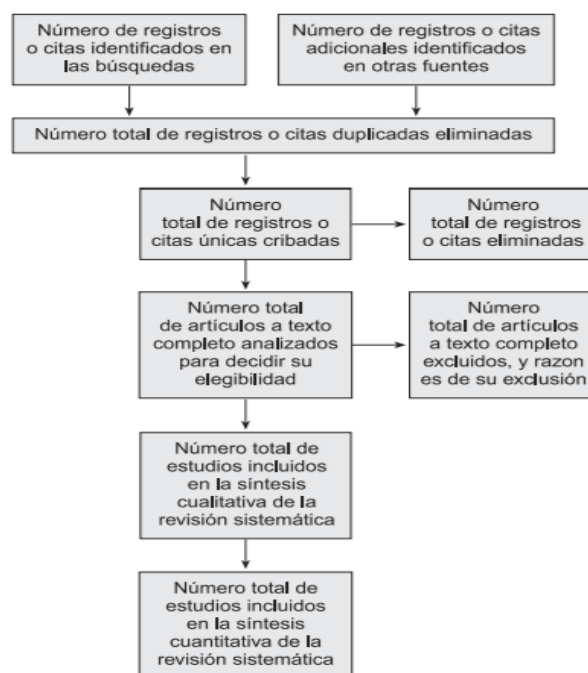 Número de registros
o citas identificados en
las búsquedas
Número de registros o citas
adicionales identificados
en otras fuentes
Número total de registros o citas duplicadas eliminadas
Número
total de registros o
citas únicas cribadas
Número
total de registros
o citas eliminadas
Número total
de artículos a texto
completo analizados
para decidir su
elegibilidad
Número
total de artículos
a texto completo
excluidos, y razon
es de su exclusión
Número total de
estudios incluidos
en la síntesis
cualitativa de la
revisión sistemática
Número total de
estudios incluidos
en la síntesis
cuantitativa de la
revisión sistemática